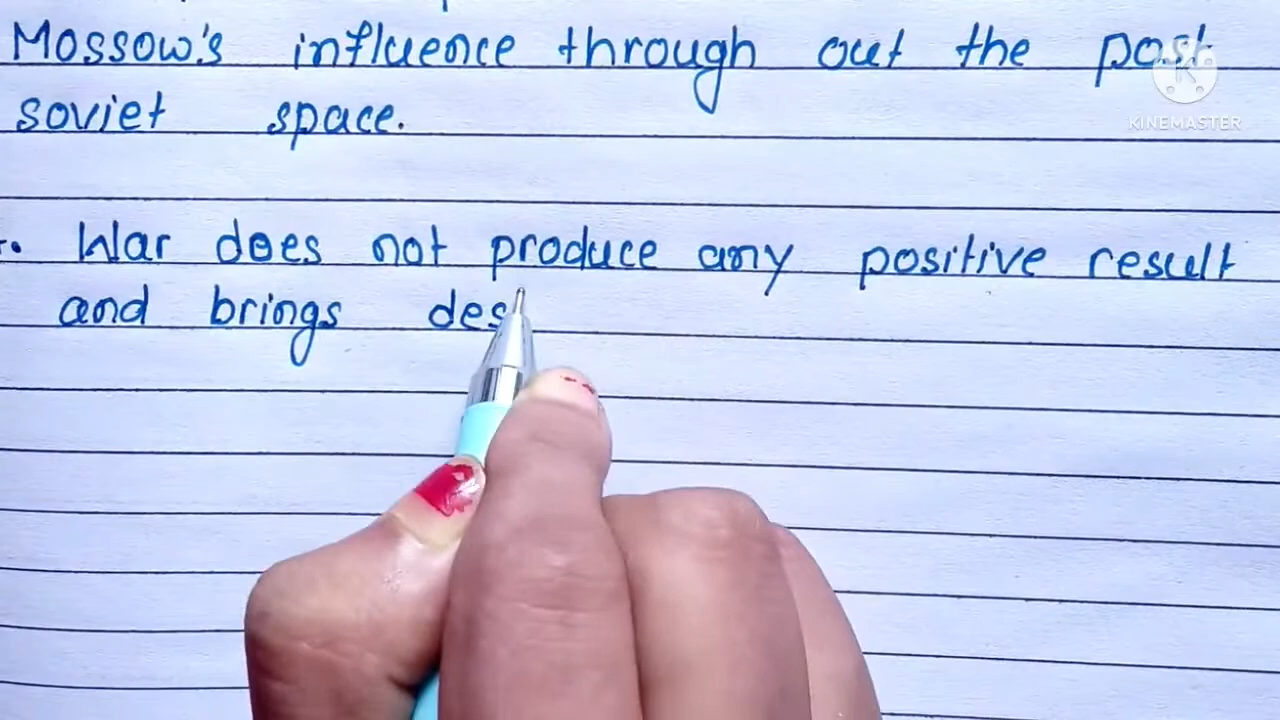 Mossow's influence through out the post
soviet space.
KINEMASTER
. War does not produce any positive result
and brings des